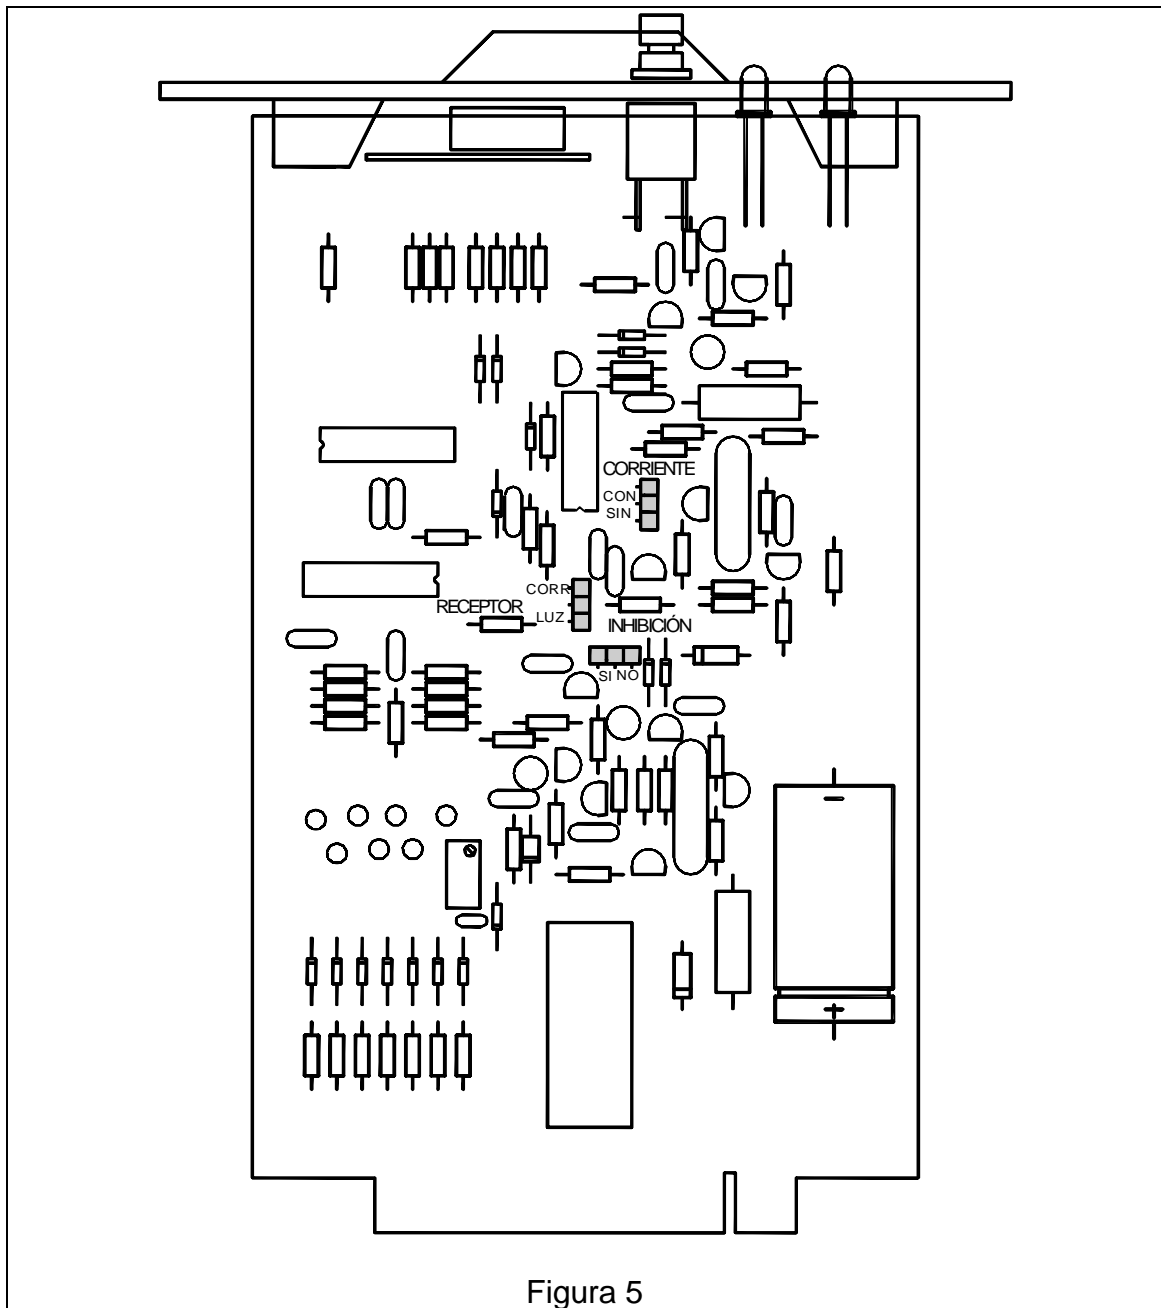 CORRIENTE
CON
SIN
CORR
RECEPTOR
LUZ
INHIBICIÓN
SI NO
Figura 5